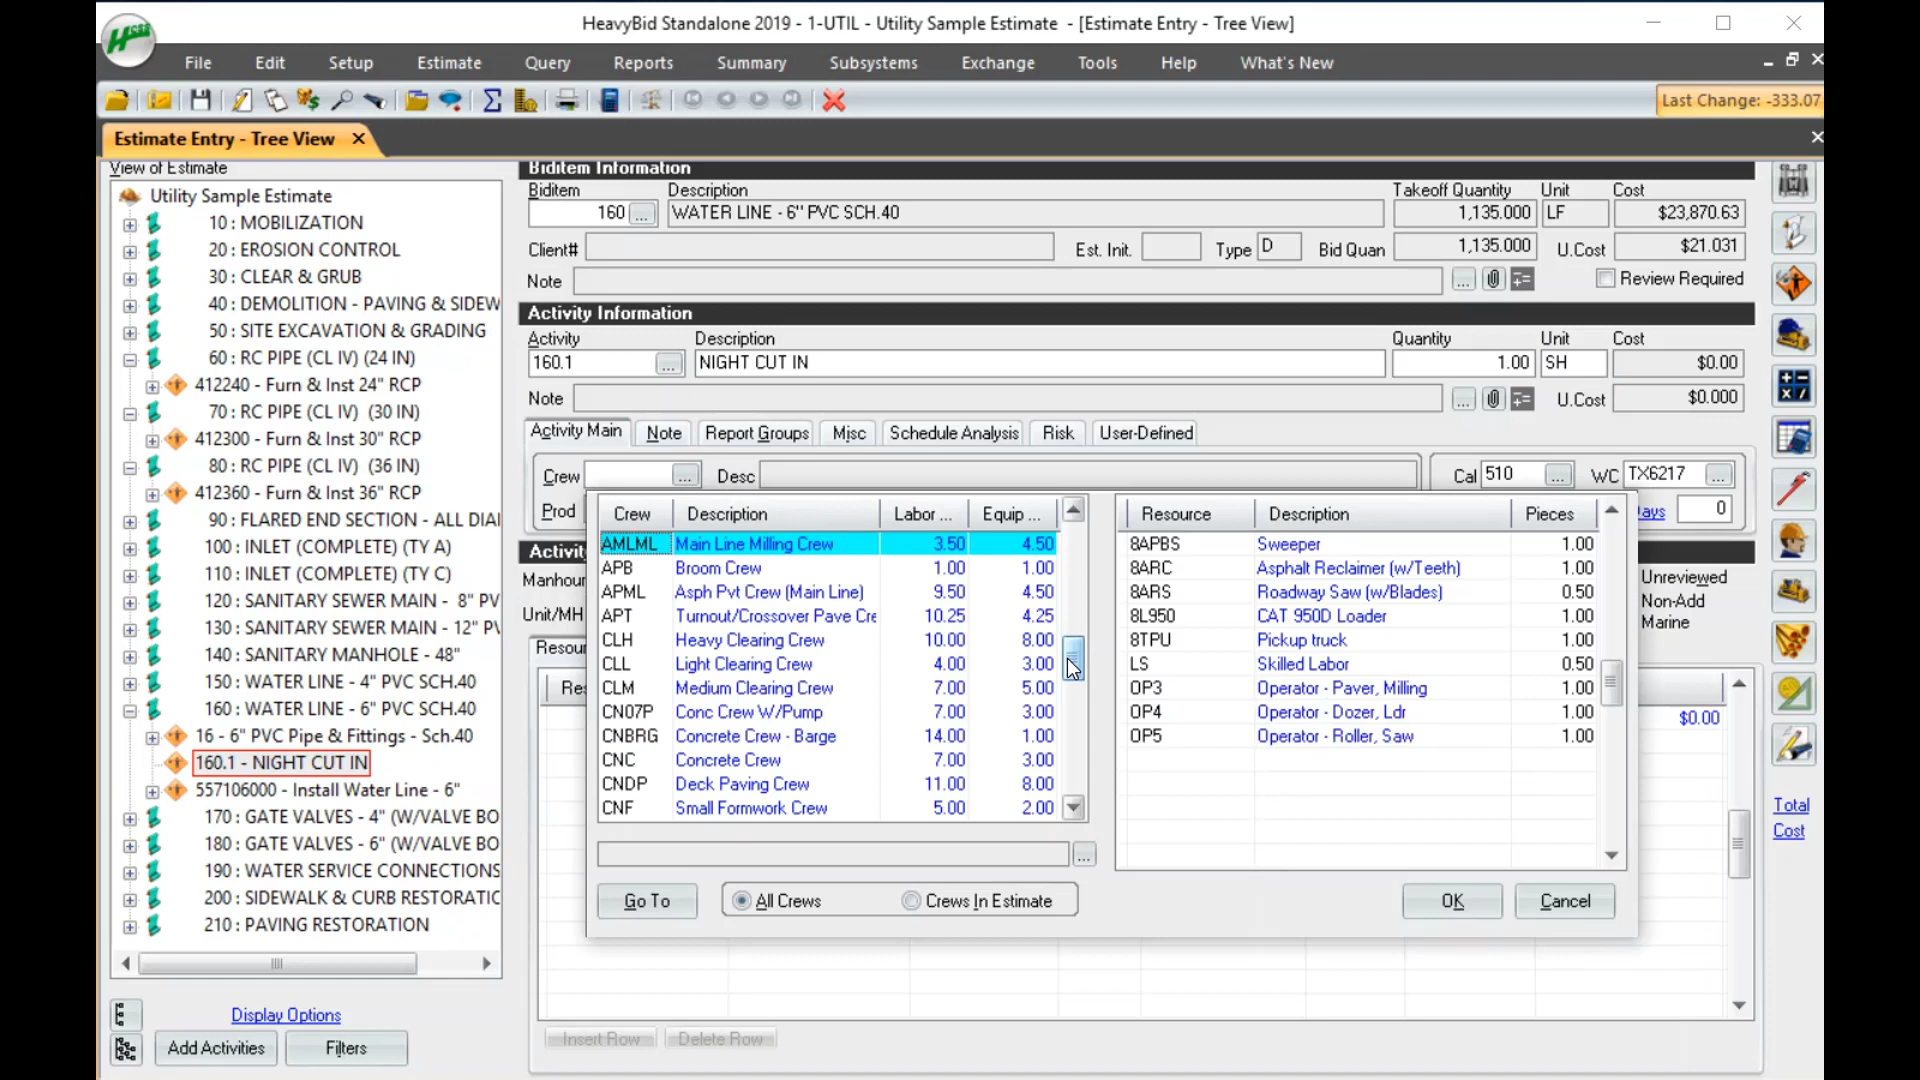 HeavyBid Standalone 2019 - 1-UTIL - Utility Sample Estimate - [Estimate Entry - Tree View]
File Edit Setup Estimate Query Reports Summary Subsystems Exchange Tools Help What's New
Last Change: -333.07
Estimate Entry - Tree View
View of Estimate
Utility Sample Estimate
10 : MOBILIZATION
20 : EROSION CONTROL
30 : CLEAR & GRUB
40 : DEMOLITION - PAVING & SIDEW
50 : SITE EXCAVATION & GRADING
60 : RC PIPE (CL IV) (24 IN)
412240 - Furn & Inst 24" RCP
70 : RC PIPE (CL IV) (30 IN)
412300 - Furn & Inst 30" RCP
80 : RC PIPE (CL IV) (36 IN)
412360 - Furn & Inst 36" RCP
90 : FLARED END SECTION - ALL DIAI
100 : INLET (COMPLETE) (TY A)
110 : INLET (COMPLETE) (TY C)
120 : SANITARY SEWER MAIN - 8" PV
130 : SANITARY SEWER MAIN - 12" PV
140 : SANITARY MANHOLE - 48"
150 : WATER LINE - 4" PVC SCH.40
160 : WATER LINE - 6" PVC SCH.40
16 - 6" PVC Pipe & Fittings - Sch.40
160.1 - NIGHT CUT IN
557106000 - Install Water Line - 6"
170 : GATE VALVES - 4" (W/VALVE BO
180 : GATE VALVES - 6" (W/VALVE BO
190 : WATER SERVICE CONNECTIONS
200 : SIDEWALK & CURB RESTORATIC
210 : PAVING RESTORATION
Display Options
Add Activities Filters
Biditem Information
Biditem Description Takeoff Quantity Unit Cost
160 ... WATER LINE - 6" PVC SCH.40 1,135.000 LF $23,870.63
Client# Est. Init. Type D Bid Quan 1,135.000 U.Cost $21.031
Note ... Review Required
Activity Information
Activity Description Quantity Unit Cost
160.1 ... NIGHT CUT IN 1.00 SH $0.00
Note ... U.Cost $0.000
Activity Main Note Report Groups Misc Schedule Analysis Risk User-Defined
Crew ... Desc Cal 510 ... WC TX6217 ...
Prod ays 0
Activity
Manhour
Unit/MH
Resour
Res
Unreviewed
Non-Add
Marine
$0.00
Crew Description Labor ... Equip ...
AMLML Main Line Milling Crew 3.50 4.50
APB Broom Crew 1.00 1.00
APML Asph Pvt Crew (Main Line) 9.50 4.50
APT Turnout/Crossover Pave Cre 10.25 4.25
CLH Heavy Clearing Crew 10.00 8.00
CLL Light Clearing Crew 4.00 3.00
CLM Medium Clearing Crew 7.00 5.00
CN07P Conc Crew W/Pump 7.00 3.00
CNBRG Concrete Crew - Barge 14.00 1.00
CNC Concrete Crew 7.00 3.00
CNDP Deck Paving Crew 11.00 8.00
CNF Small Formwork Crew 5.00 2.00
...
Go To All Crews Crews In Estimate
Resource Description Pieces
8APBS Sweeper 1.00
8ARC Asphalt Reclaimer (w/Teeth) 1.00
8ARS Roadway Saw (w/Blades) 0.50
8L950 CAT 950D Loader 1.00
8TPU Pickup truck 1.00
LS Skilled Labor 0.50
OP3 Operator - Paver, Milling 1.00
OP4 Operator - Dozer, Ldr 1.00
OP5 Operator - Roller, Saw 1.00
OK Cancel
Insert Row Delete Row
Total
Cost